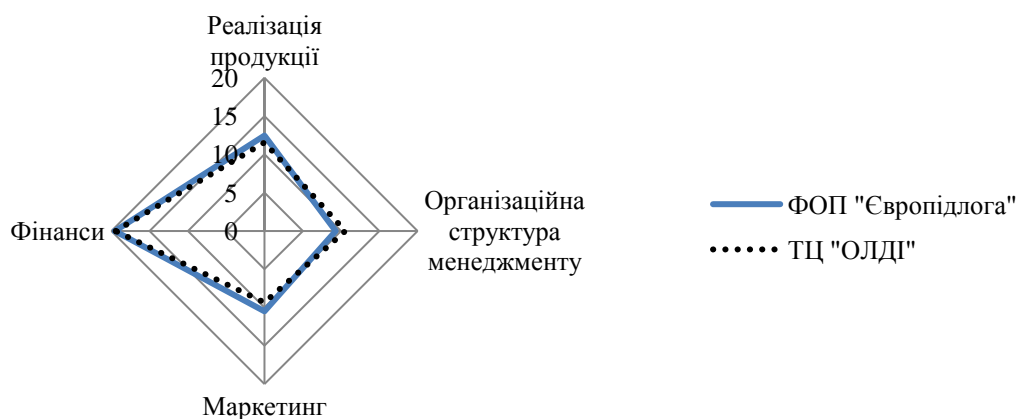 Реалізація
продукції
20
15
10
5
0
Фінанси
Організаційна
структура
менеджменту
Маркетинг
ФОП "Європідлога"
ТЦ "ОЛДІ"